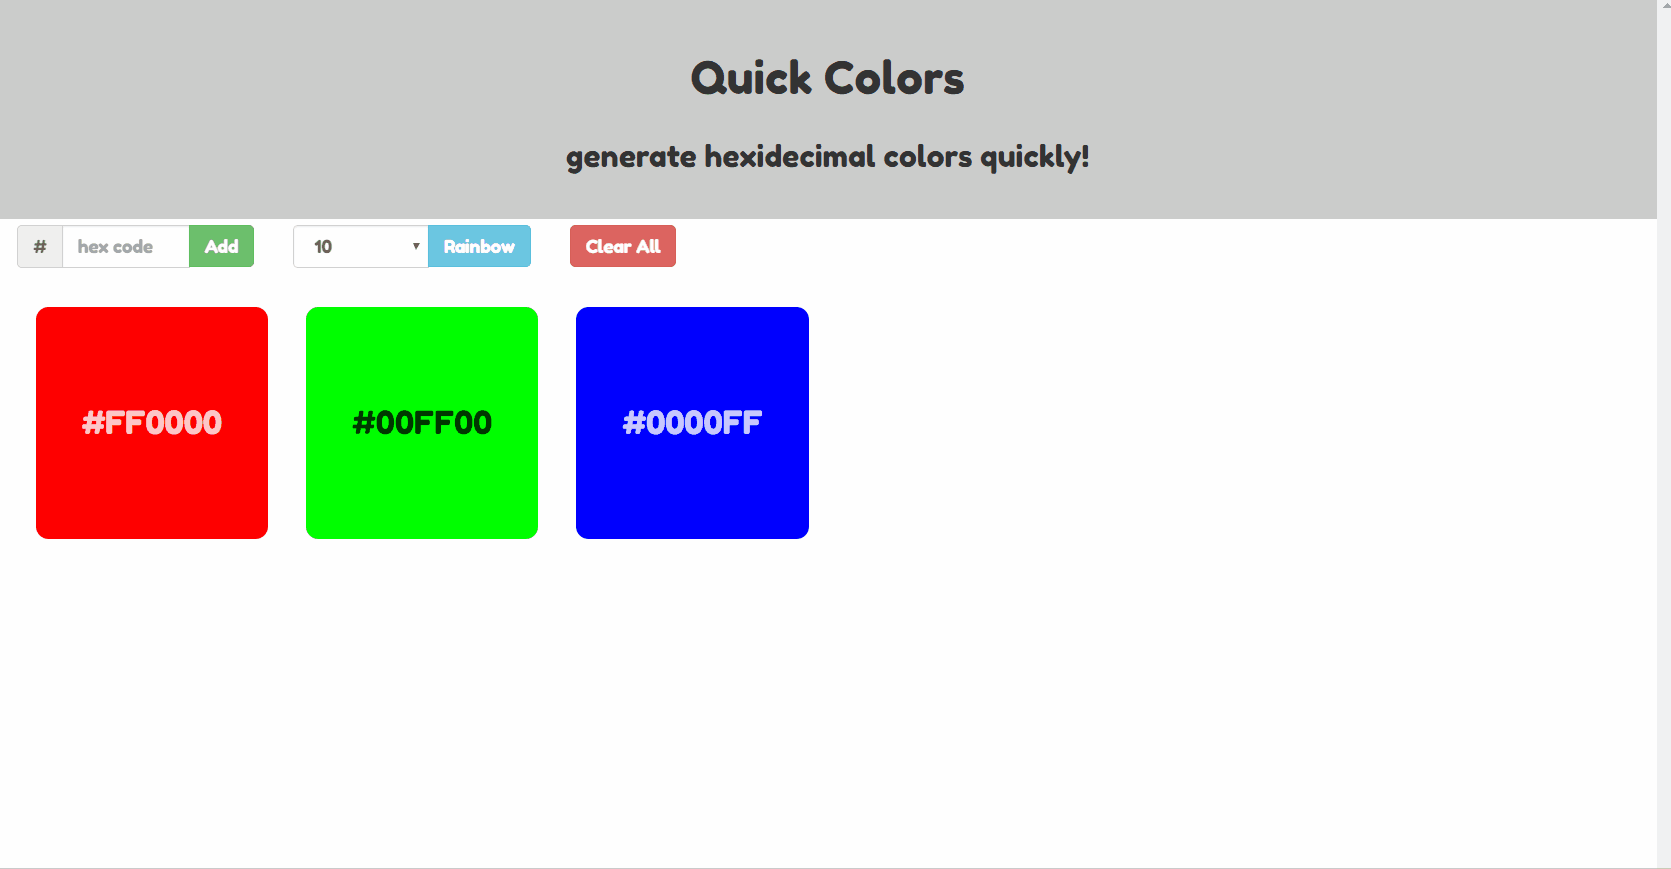 Quick Colors
generate hexidecimal colors quickly!
# hex code Add 10 Rainbow Clear All
#FF0000 #00FF00 #0000FF